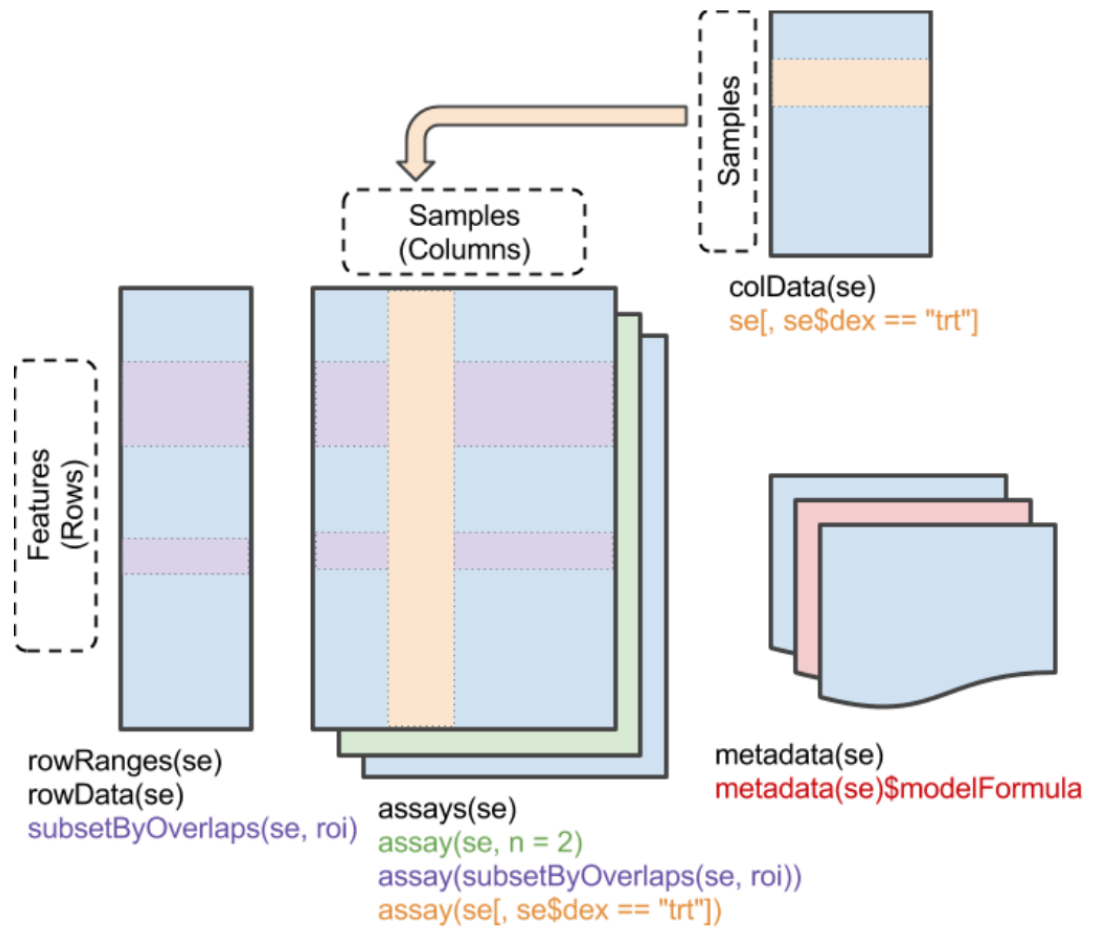 Samples
Samples
(Columns)
colData(se)
se[, se$dex == "trt"]
Features
(Rows)
rowRanges(se)
rowData(se)
subsetByOverlaps(se, roi)
assays(se)
assay(se, n = 2)
assay(subsetByOverlaps(se, roi))
assay(se[, se$dex == "trt"])
metadata(se)
metadata(se)$modelFormula